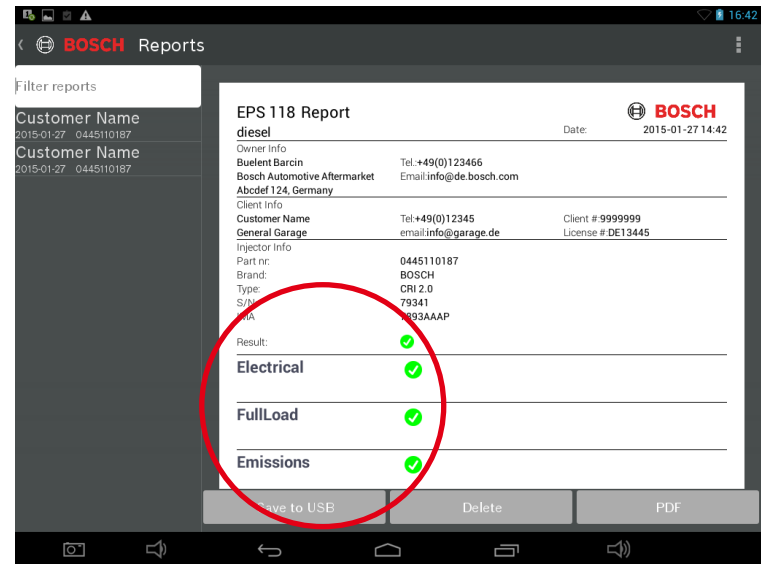 16:42
BOSCH Reports
Filter reports
Customer Name
2015-01-27 0445110187
Customer Name
2015-01-27 0445110187
EPS 118 Report
BOSCH
diesel
Date: 2015-01-27 14:42
Owner Info
Buelent Barcin Tel.:+49(0)123466
Bosch Automotive Aftermarket Email:info@de.bosch.com
Abcdef 124, Germany
Client Info
Customer Name Tel:+49(0)12345 Client #:9999999
General Garage email:info@garage.de License #:DE13445
Injector Info
Part nr: 0445110187
Brand: BOSCH
Type: CRI 2.0
S/N 79341
893AAAP
Result:
Electrical
FullLoad
Emissions
Save to USB Delete PDF